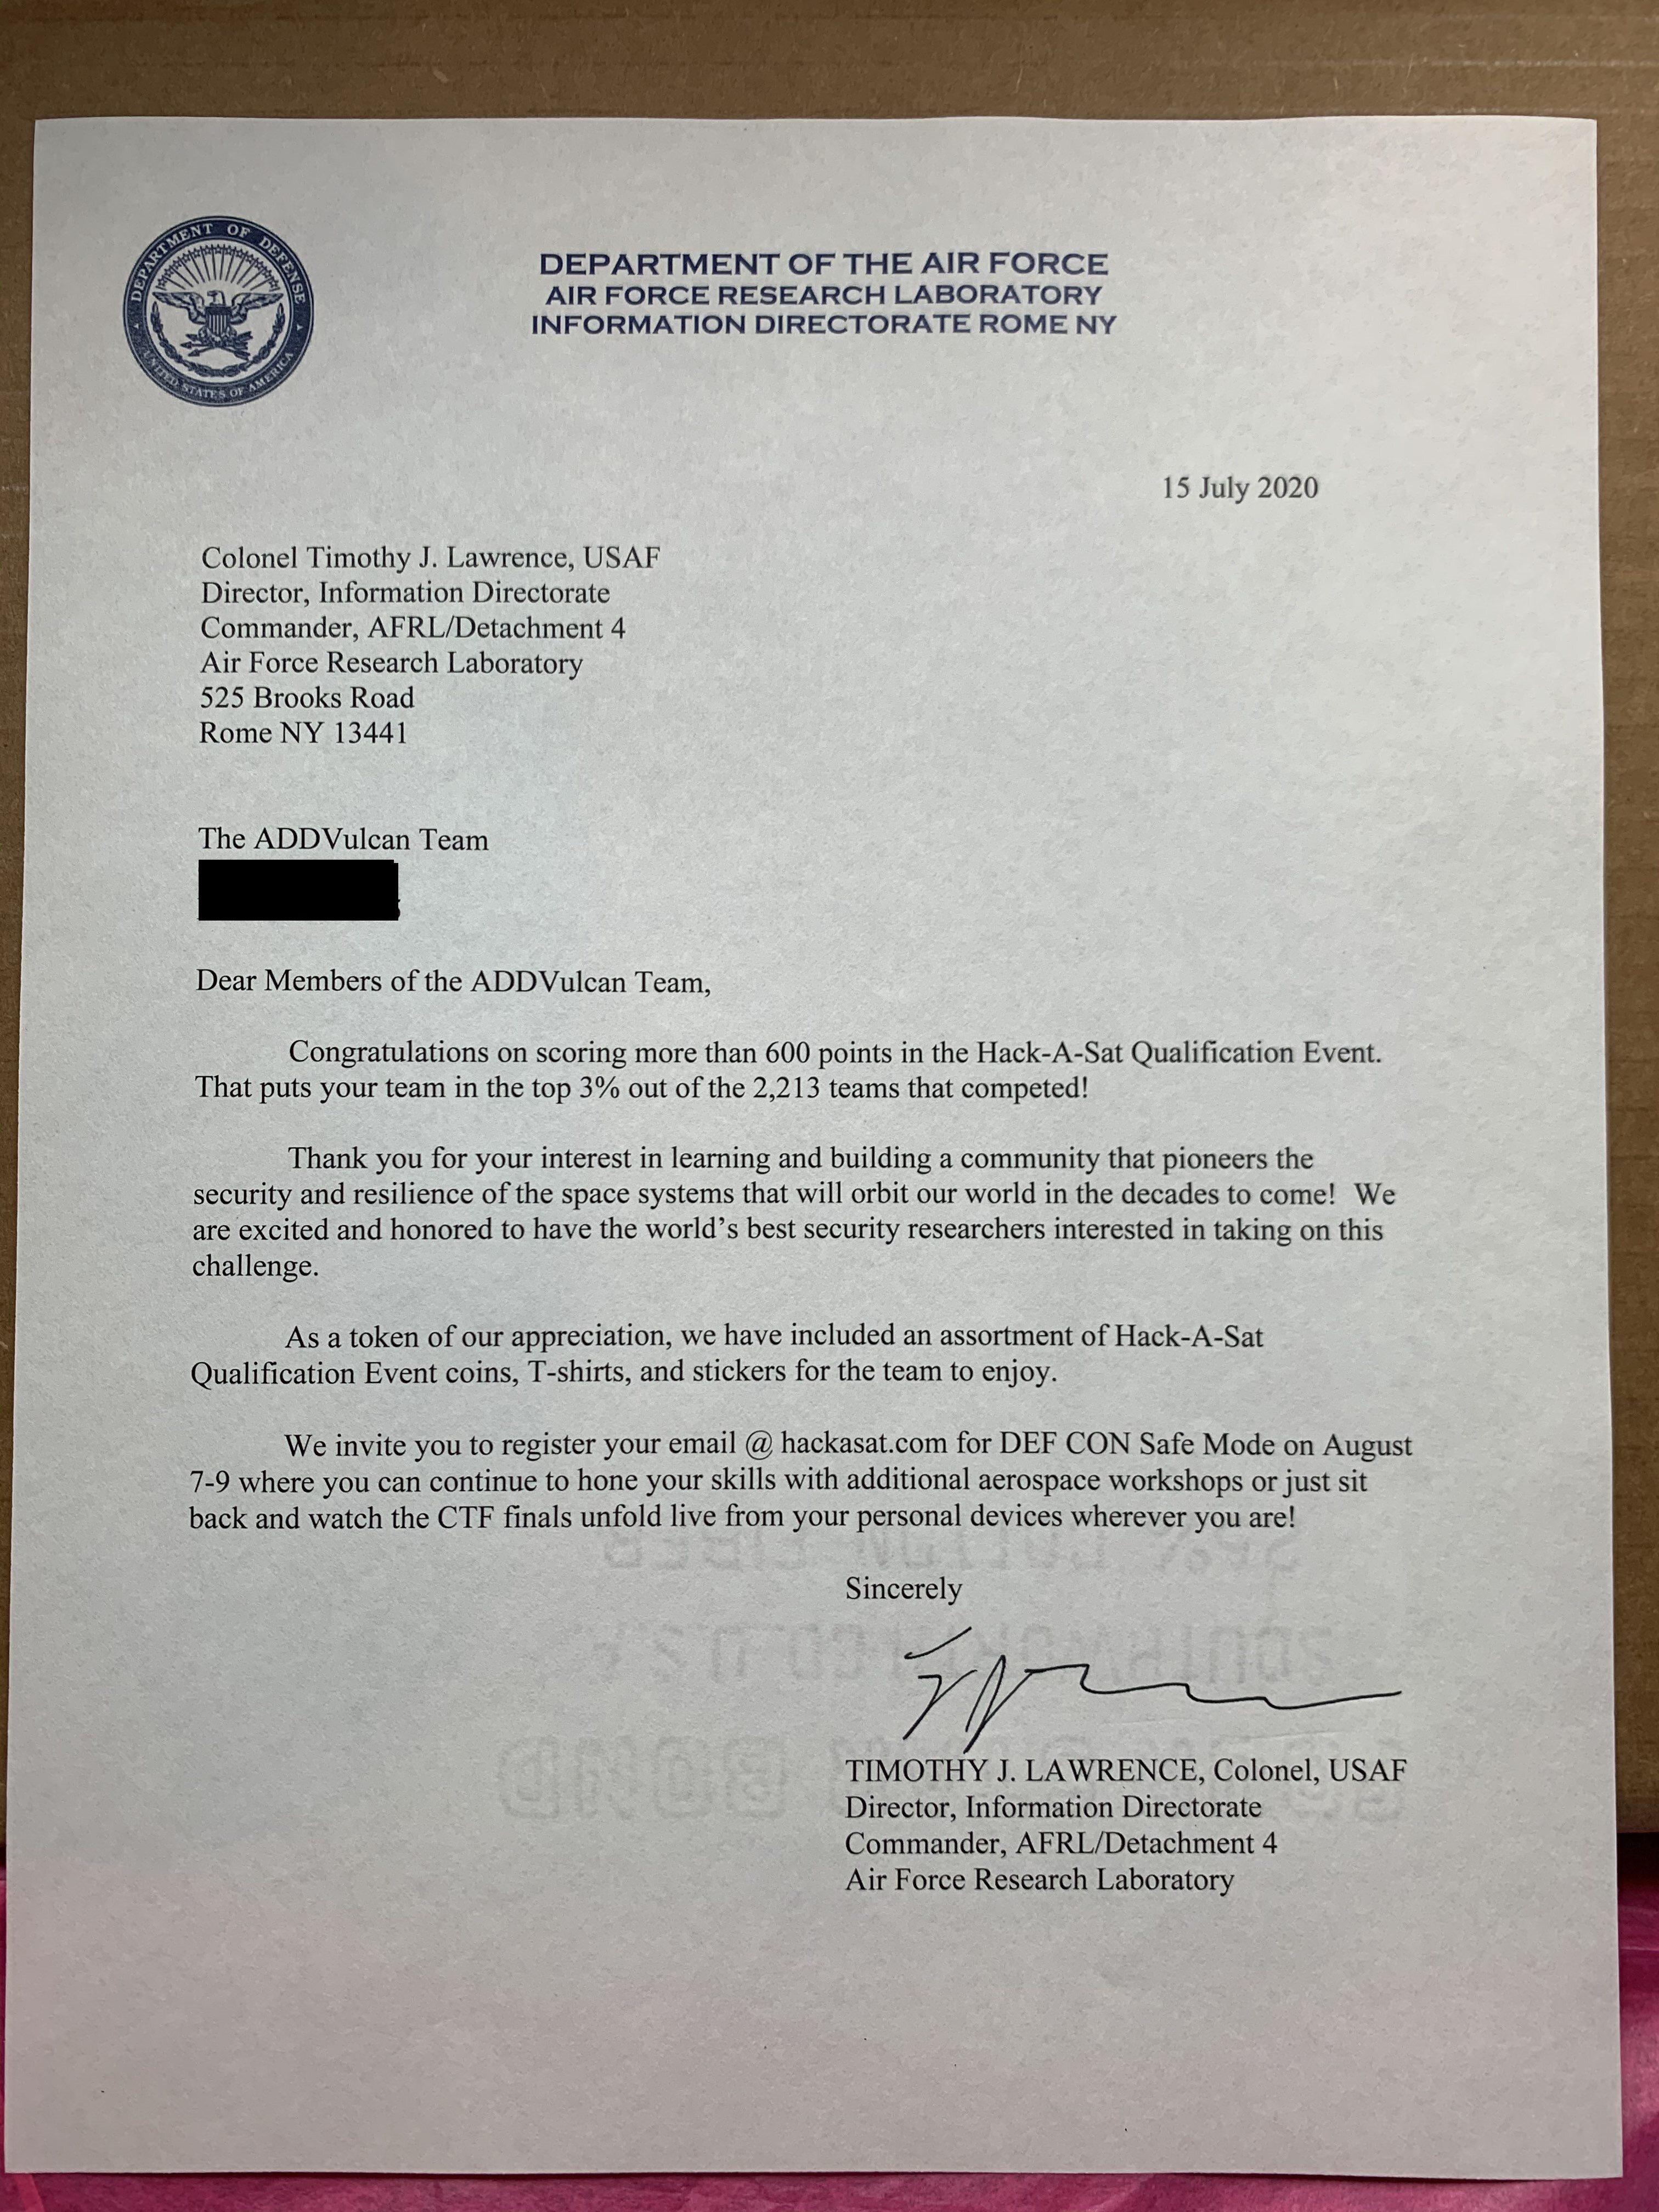 DEPARTMENT OF DEFENSE
UNITED STATES OF AMERICA
DEPARTMENT OF THE AIR FORCE
AIR FORCE RESEARCH LABORATORY
INFORMATION DIRECTORATE ROME NY
15 July 2020
Colonel Timothy J. Lawrence, USAF
Director, Information Directorate
Commander, AFRL/Detachment 4
Air Force Research Laboratory
525 Brooks Road
Rome NY 13441
The ADDVulcan Team
Dear Members of the ADDVulcan Team,
Congratulations on scoring more than 600 points in the Hack-A-Sat Qualification Event.
That puts your team in the top 3% out of the 2,213 teams that competed!
Thank you for your interest in learning and building a community that pioneers the
security and resilience of the space systems that will orbit our world in the decades to come!  We
are excited and honored to have the world’s best security researchers interested in taking on this
challenge.
As a token of our appreciation, we have included an assortment of Hack-A-Sat
Qualification Event coins, T-shirts, and stickers for the team to enjoy.
We invite you to register your email @ hackasat.com for DEF CON Safe Mode on August
7-9 where you can continue to hone your skills with additional aerospace workshops or just sit
back and watch the CTF finals unfold live from your personal devices wherever you are!
Sincerely
TIMOTHY J. LAWRENCE, Colonel, USAF
Director, Information Directorate
Commander, AFRL/Detachment 4
Air Force Research Laboratory